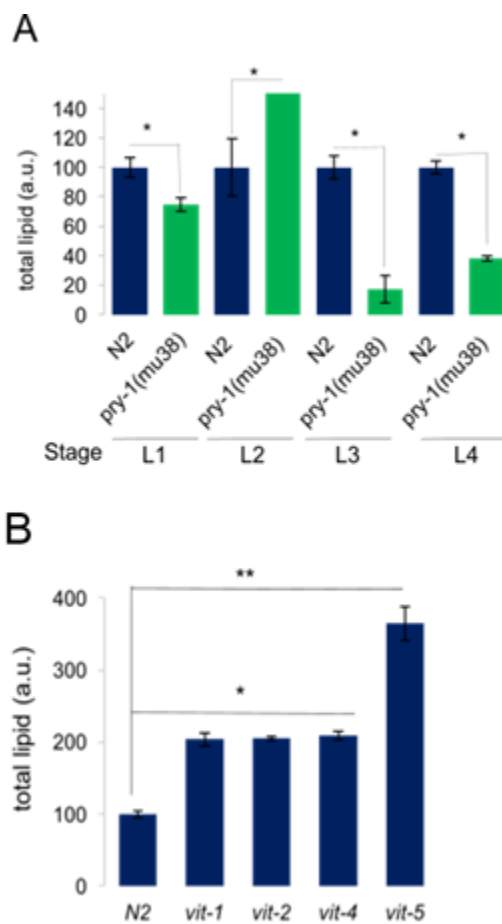 A
total lipid (a.u.)
140
120
100
80
60
40
20
0
* * * *
N2 pry-1(mu38) N2 pry-1(mu38) N2 pry-1(mu38) N2 pry-1(mu38)
Stage L1 L2 L3 L4
B
total lipid (a.u.)
400
300
200
100
0
**
*
N2 vit-1 vit-2 vit-4 vit-5